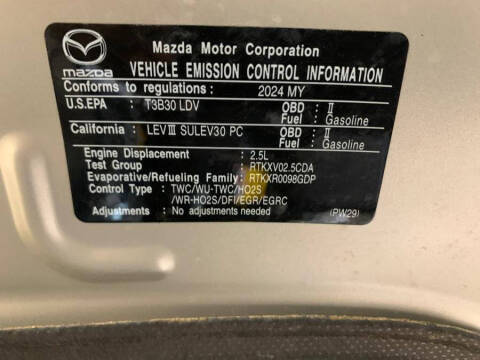 mazda
Mazda Motor Corporation
VEHICLE EMISSION CONTROL INFORMATION
Conforms to regulations: 2024 MY
U.S.EPA : T3B30 LDV OBD : II
Fuel : Gasoline
California : LEV III SULEV30 PC OBD : II
Fuel : Gasoline
Engine Displacement : 2.5L
Test Group : RTKXV02.5CDA
Evaporative/Refueling Family: RTKXR0098GDP
Control Type : TWC/WU-TWC/HO2S
/WR-HO2S/DFI/EGR/EGRC
Adjustments : No adjustments needed
(PW29)